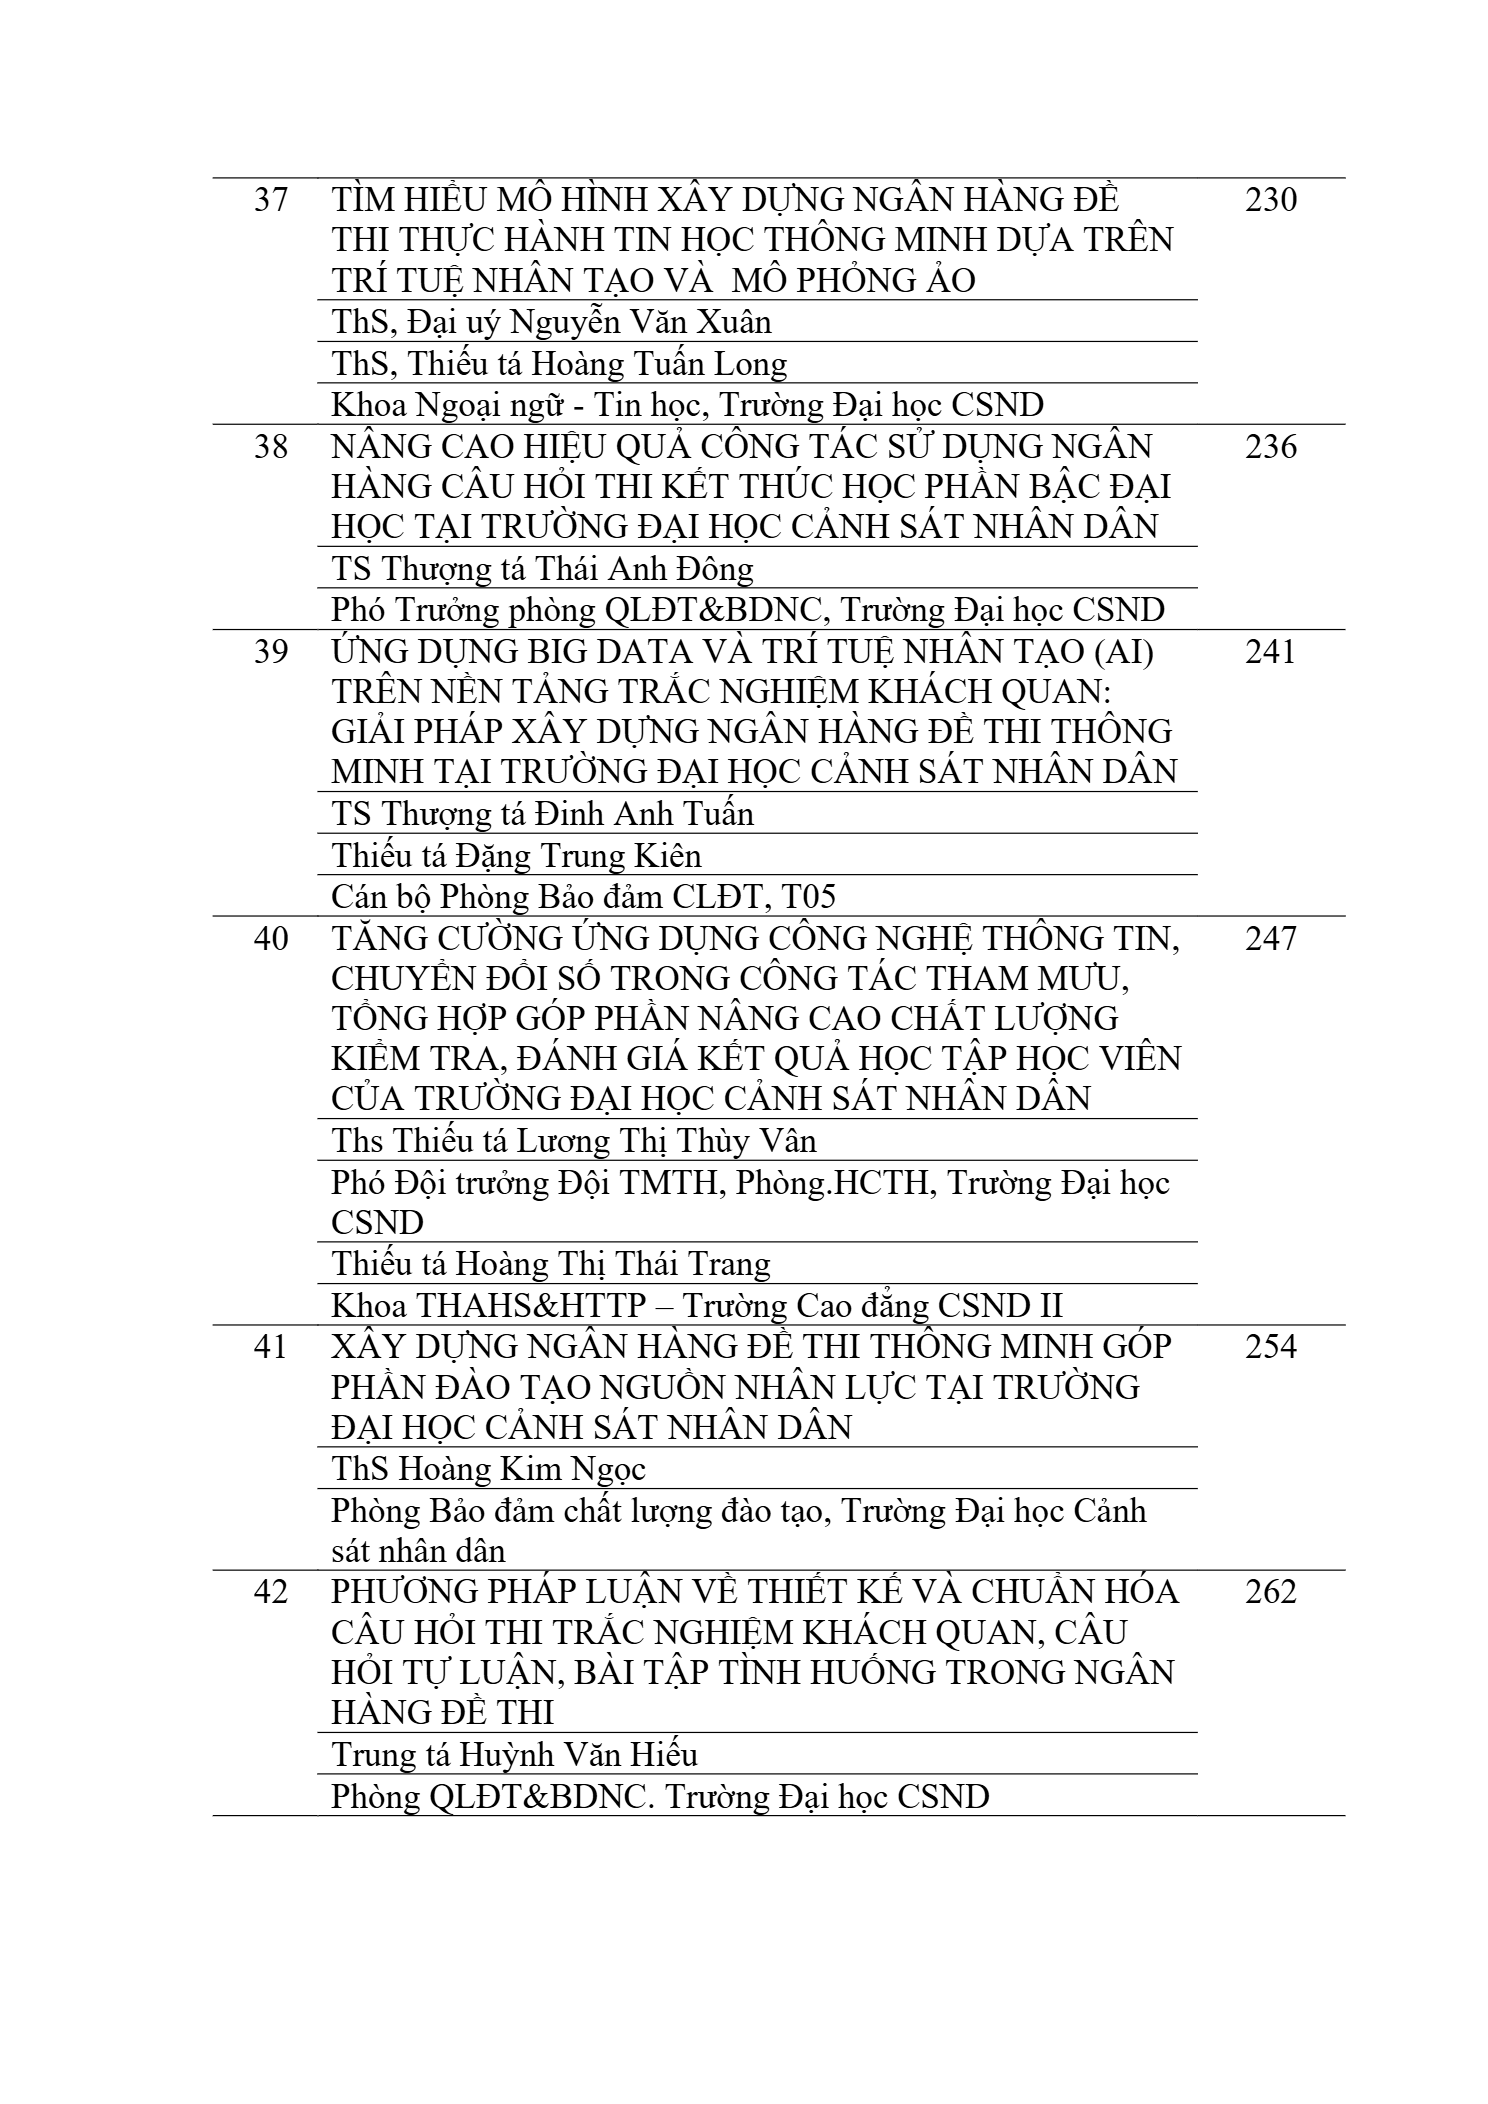 37 TÌM HIỂU MÔ HÌNH XÂY DỰNG NGÂN HÀNG ĐỀ 230
THI THỰC HÀNH TIN HỌC THÔNG MINH DỰA TRÊN
TRÍ TUỆ NHÂN TẠO VÀ  MÔ PHỎNG ẢO
ThS, Đại uý Nguyễn Văn Xuân
ThS, Thiếu tá Hoàng Tuấn Long
Khoa Ngoại ngữ - Tin học, Trường Đại học CSND
38 NÂNG CAO HIỆU QUẢ CÔNG TÁC SỬ DỤNG NGÂN 236
HÀNG CÂU HỎI THI KẾT THÚC HỌC PHẦN BẬC ĐẠI
HỌC TẠI TRƯỜNG ĐẠI HỌC CẢNH SÁT NHÂN DÂN
TS Thượng tá Thái Anh Đông
Phó Trưởng phòng QLĐT&BDNC, Trường Đại học CSND
39 ỨNG DỤNG BIG DATA VÀ TRÍ TUỆ NHÂN TẠO (AI) 241
TRÊN NỀN TẢNG TRẮC NGHIỆM KHÁCH QUAN:
GIẢI PHÁP XÂY DỰNG NGÂN HÀNG ĐỀ THI THÔNG
MINH TẠI TRƯỜNG ĐẠI HỌC CẢNH SÁT NHÂN DÂN
TS Thượng tá Đinh Anh Tuấn
Thiếu tá Đặng Trung Kiên
Cán bộ Phòng Bảo đảm CLĐT, T05
40 TĂNG CƯỜNG ỨNG DỤNG CÔNG NGHỆ THÔNG TIN, 247
CHUYỂN ĐỔI SỐ TRONG CÔNG TÁC THAM MƯU,
TỔNG HỢP GÓP PHẦN NÂNG CAO CHẤT LƯỢNG
KIỂM TRA, ĐÁNH GIÁ KẾT QUẢ HỌC TẬP HỌC VIÊN
CỦA TRƯỜNG ĐẠI HỌC CẢNH SÁT NHÂN DÂN
Ths Thiếu tá Lương Thị Thùy Vân
Phó Đội trưởng Đội TMTH, Phòng.HCTH, Trường Đại học
CSND
Thiếu tá Hoàng Thị Thái Trang
Khoa THAHS&HTTP – Trường Cao đẳng CSND II
41 XÂY DỰNG NGÂN HÀNG ĐỀ THI THÔNG MINH GÓP 254
PHẦN ĐÀO TẠO NGUỒN NHÂN LỰC TẠI TRƯỜNG
ĐẠI HỌC CẢNH SÁT NHÂN DÂN
ThS Hoàng Kim Ngọc
Phòng Bảo đảm chất lượng đào tạo, Trường Đại học Cảnh
sát nhân dân
42 PHƯƠNG PHÁP LUẬN VỀ THIẾT KẾ VÀ CHUẨN HÓA 262
CÂU HỎI THI TRẮC NGHIỆM KHÁCH QUAN, CÂU
HỎI TỰ LUẬN, BÀI TẬP TÌNH HUỐNG TRONG NGÂN
HÀNG ĐỀ THI
Trung tá Huỳnh Văn Hiếu
Phòng QLĐT&BDNC. Trường Đại học CSND